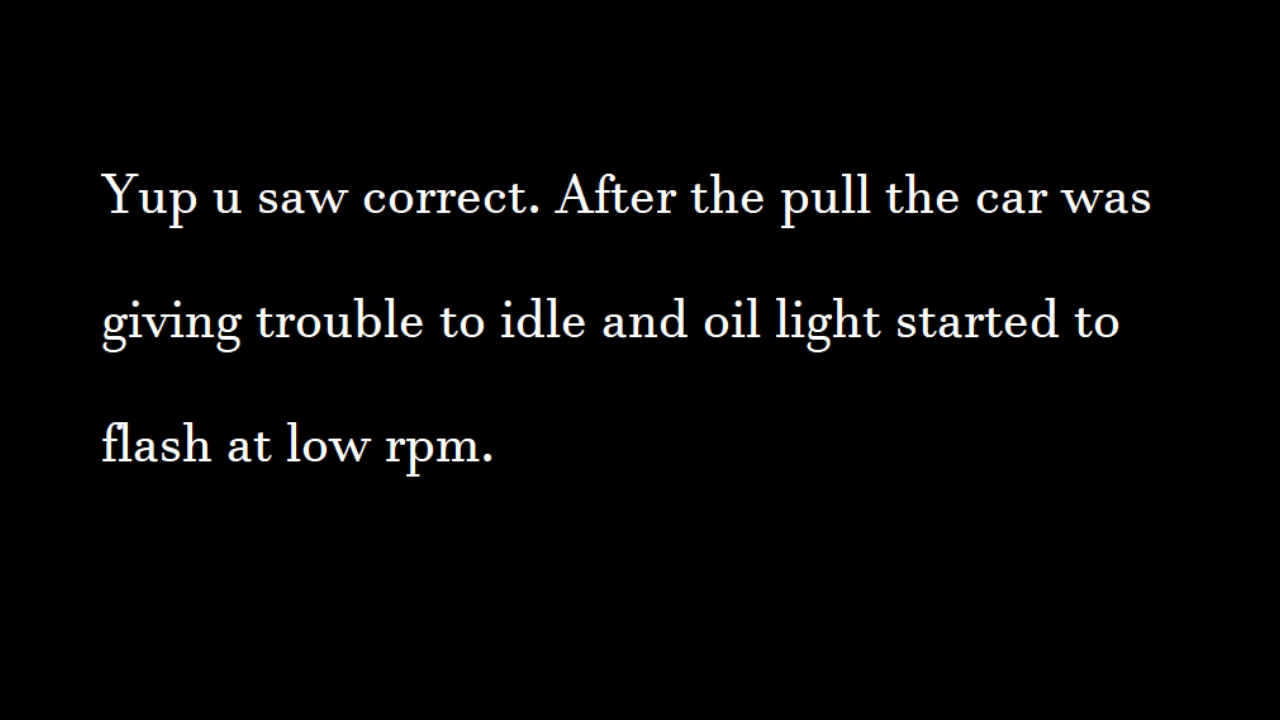 Yup u saw correct. After the pull the car was
giving trouble to idle and oil light started to
flash at low rpm.